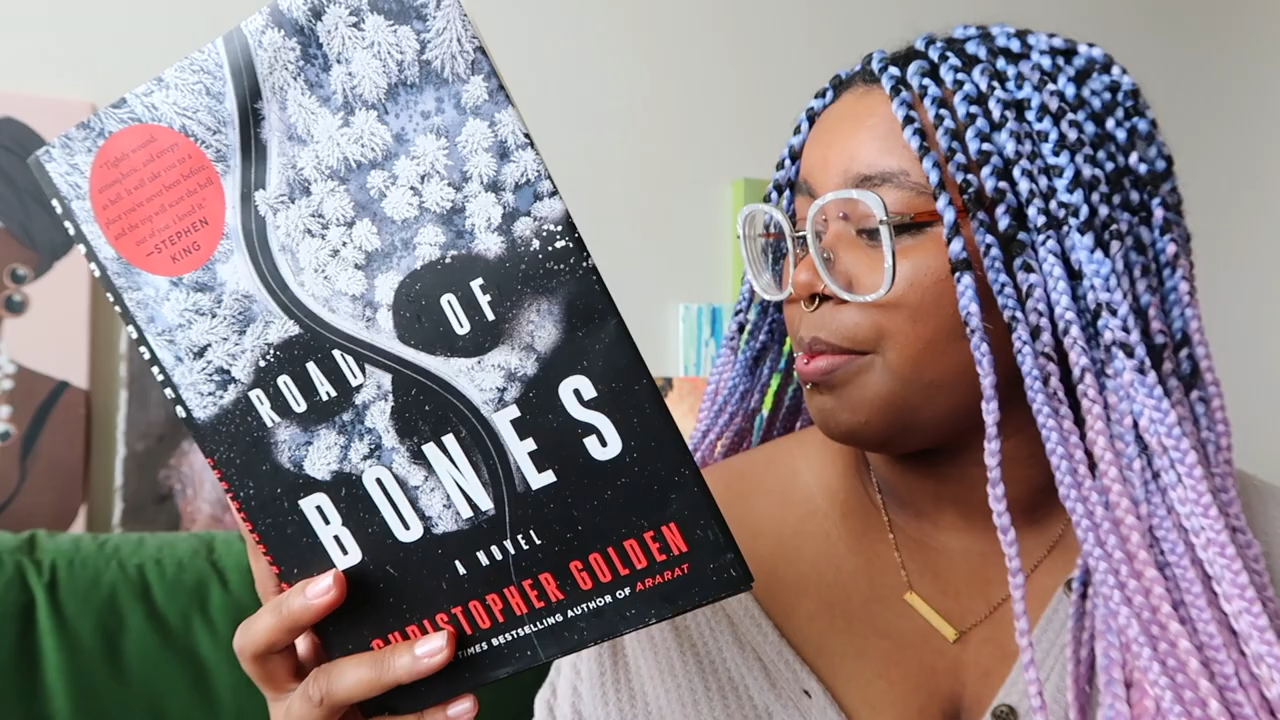 "Tightly wound,
atmospheric, and creepy
as hell. It will take you to a
place you've never been before,
and the trip will scare the hell
out of you. I loved it."
—STEPHEN
KING
ROAD
OF
BONES
A NOVEL
CHRISTOPHER GOLDEN
TIMES BESTSELLING AUTHOR OF ARARAT